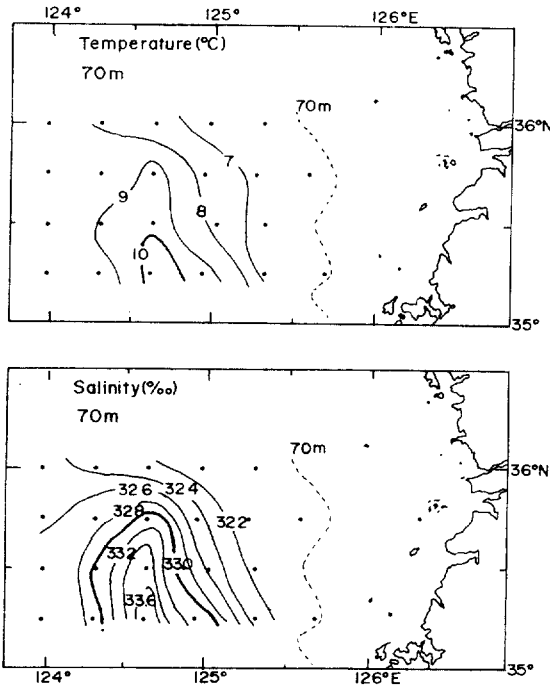 124° 125° 126°E
Temperature(°C)
70m
70m
36°N
7
9
8
10
35°
Salinity(‰)
70m
70m
36°N
326 324
328 322
332 330
336
35°
124° 125° 126°E